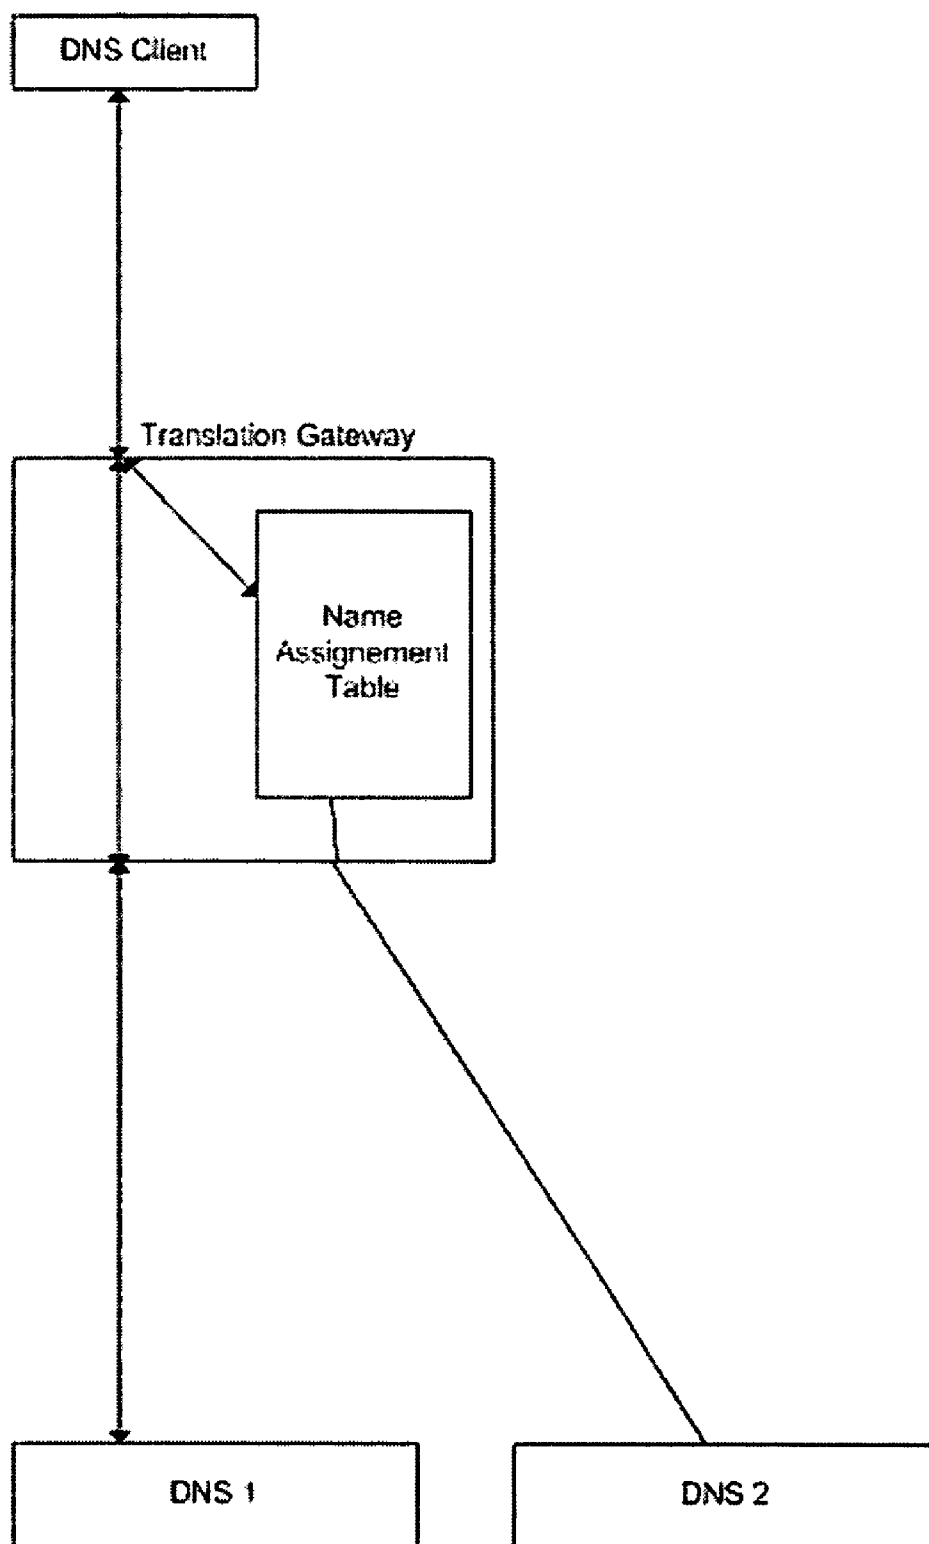 DNS Client
Translation Gateway
Name
Assignement
Table
DNS 1
DNS 2